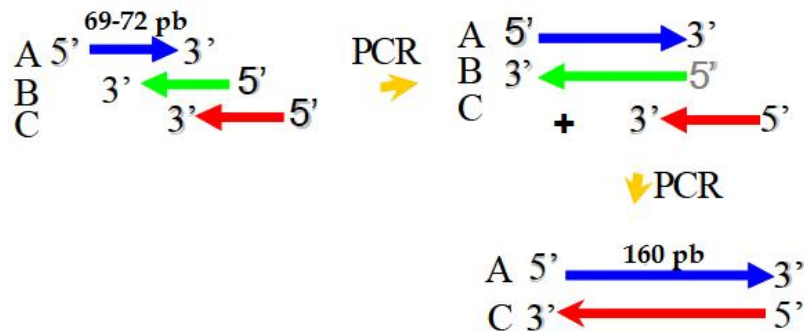 69-72 pb
A 5' 3'
B 3' 5'
C 3' 5'
PCR
A 5' 3'
B 3' 5'
C + 3' 5'
PCR
160 pb
A 5' 3'
C 3' 5'